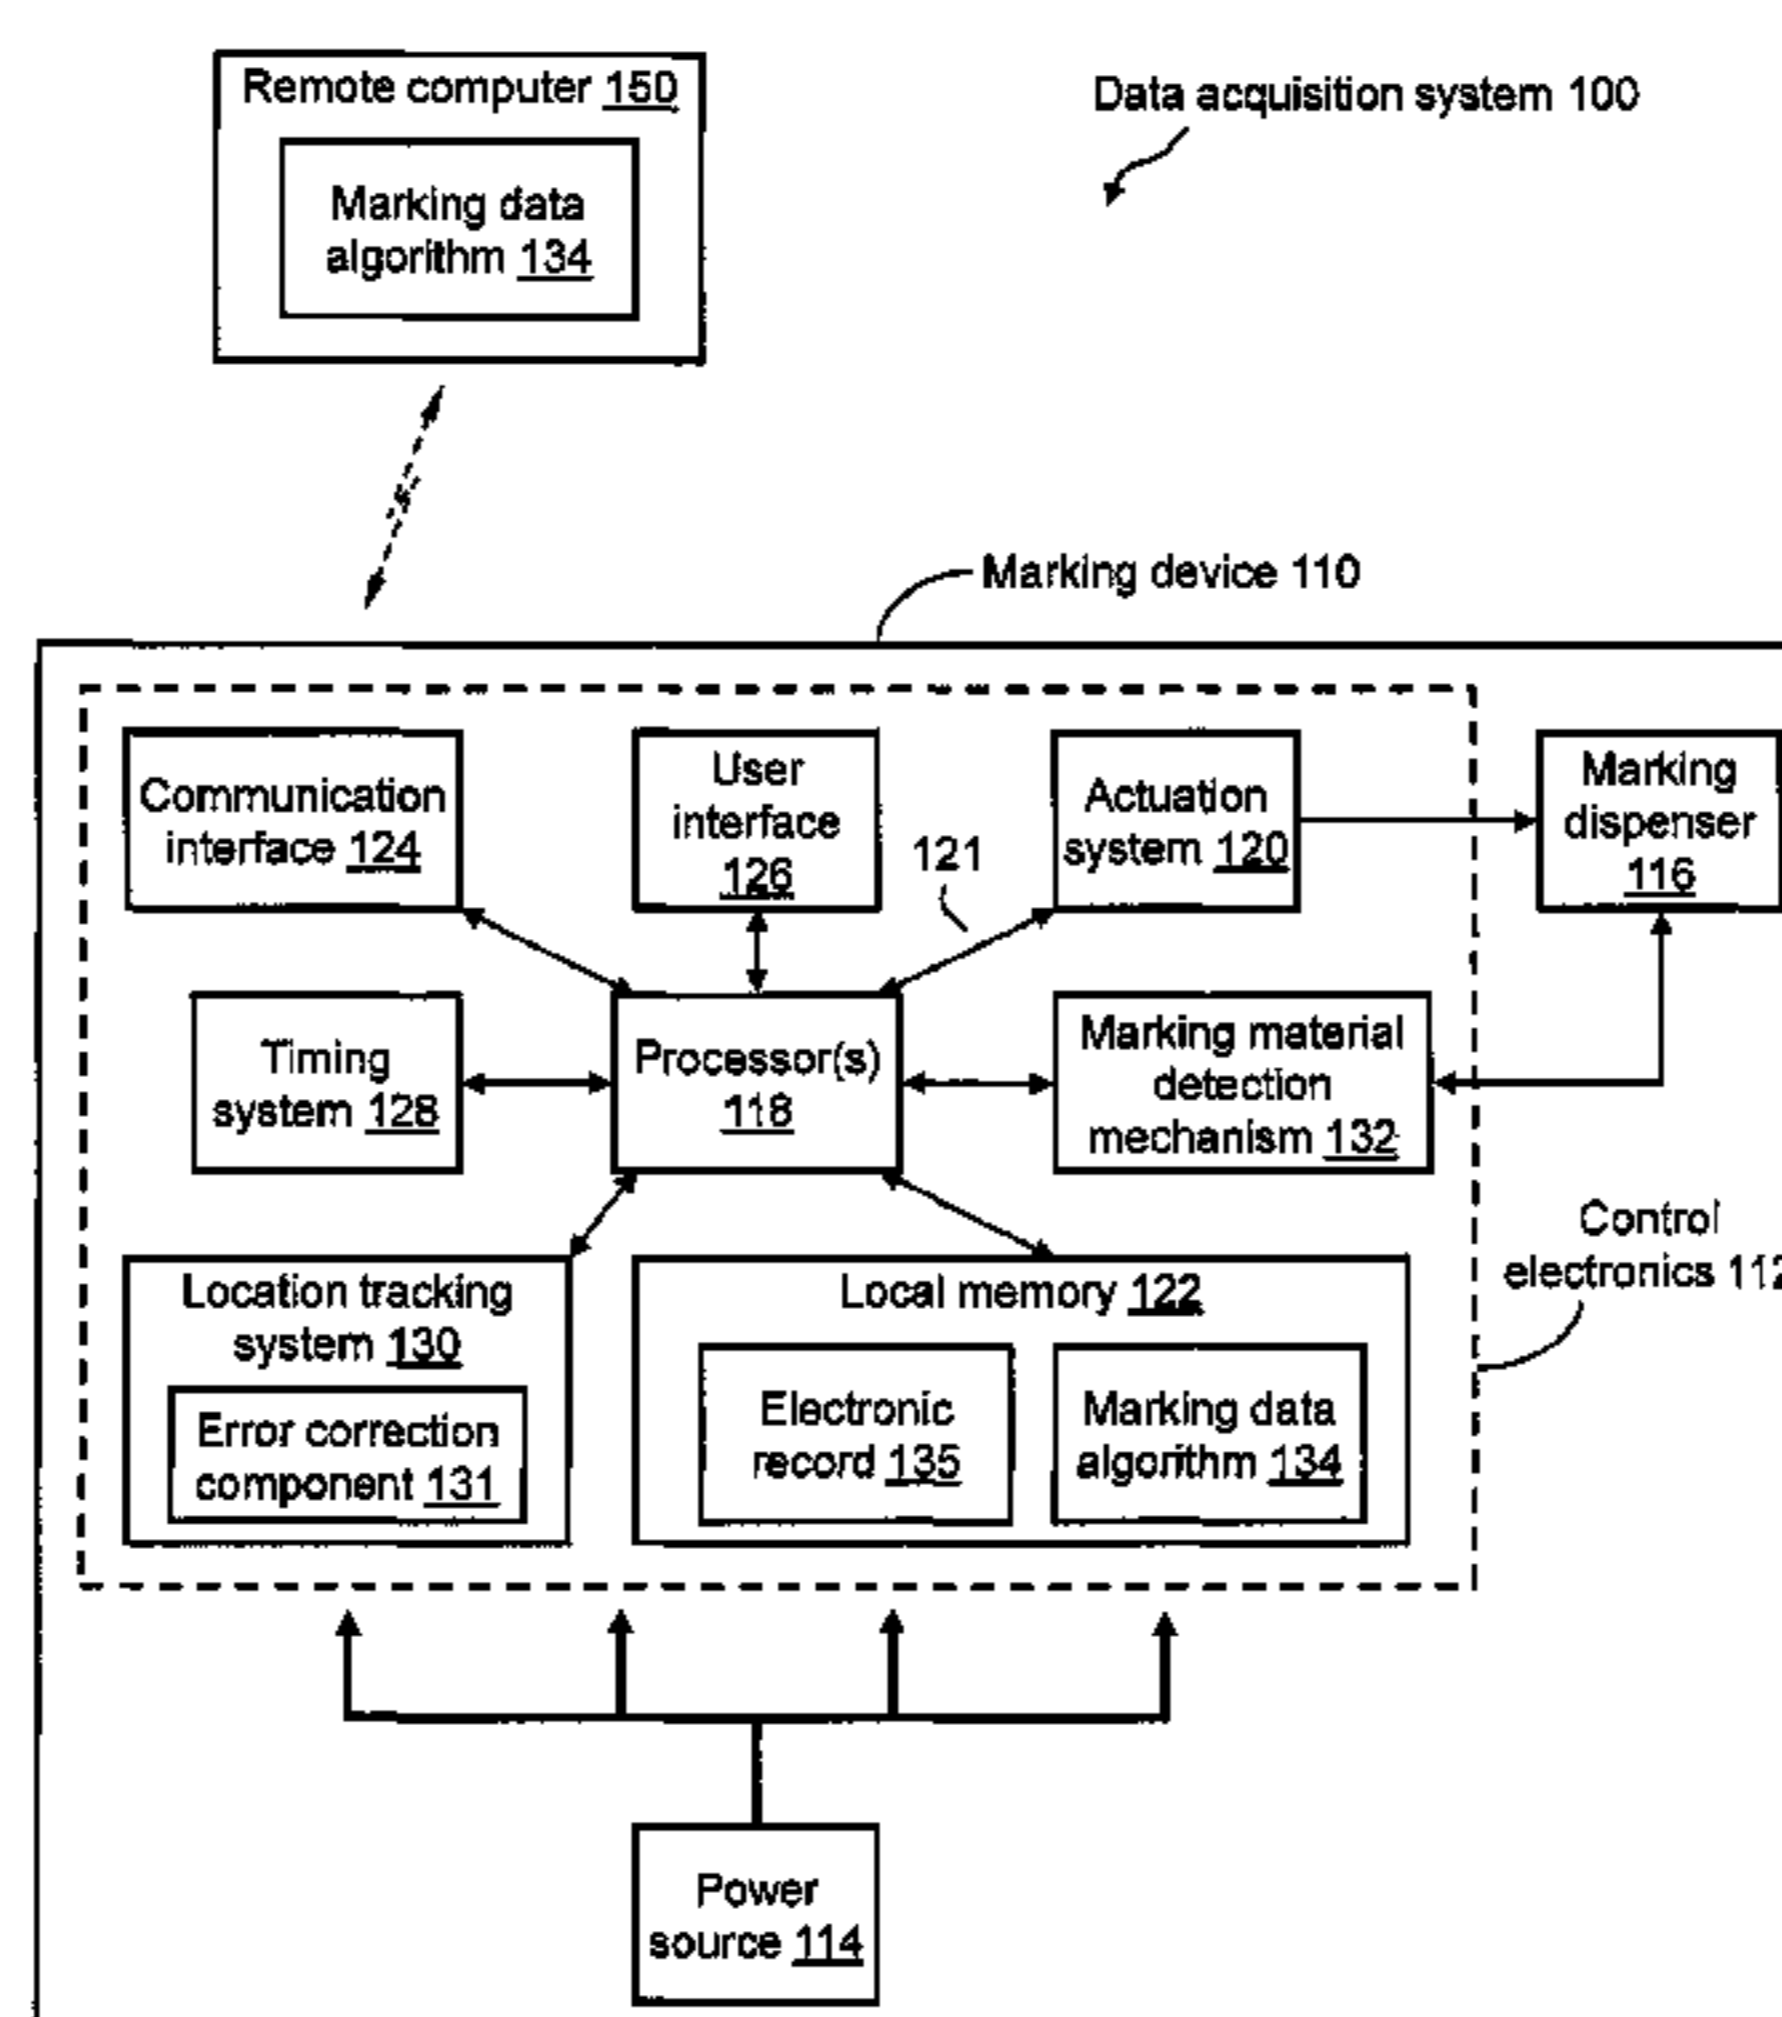 Remote computer 150
Data acquisition system 100
Marking data
algorithm 134
Marking device 110
Communication
interface 124
User
interface
126
121
Actuation
system 120
Marking
dispenser
116
Timing
system 128
Processor(s)
118
Marking material
detection
mechanism 132
Control
electronics 112
Location tracking
system 130
Error correction
component 131
Local memory 122
Electronic
record 135
Marking data
algorithm 134
Power
source 114